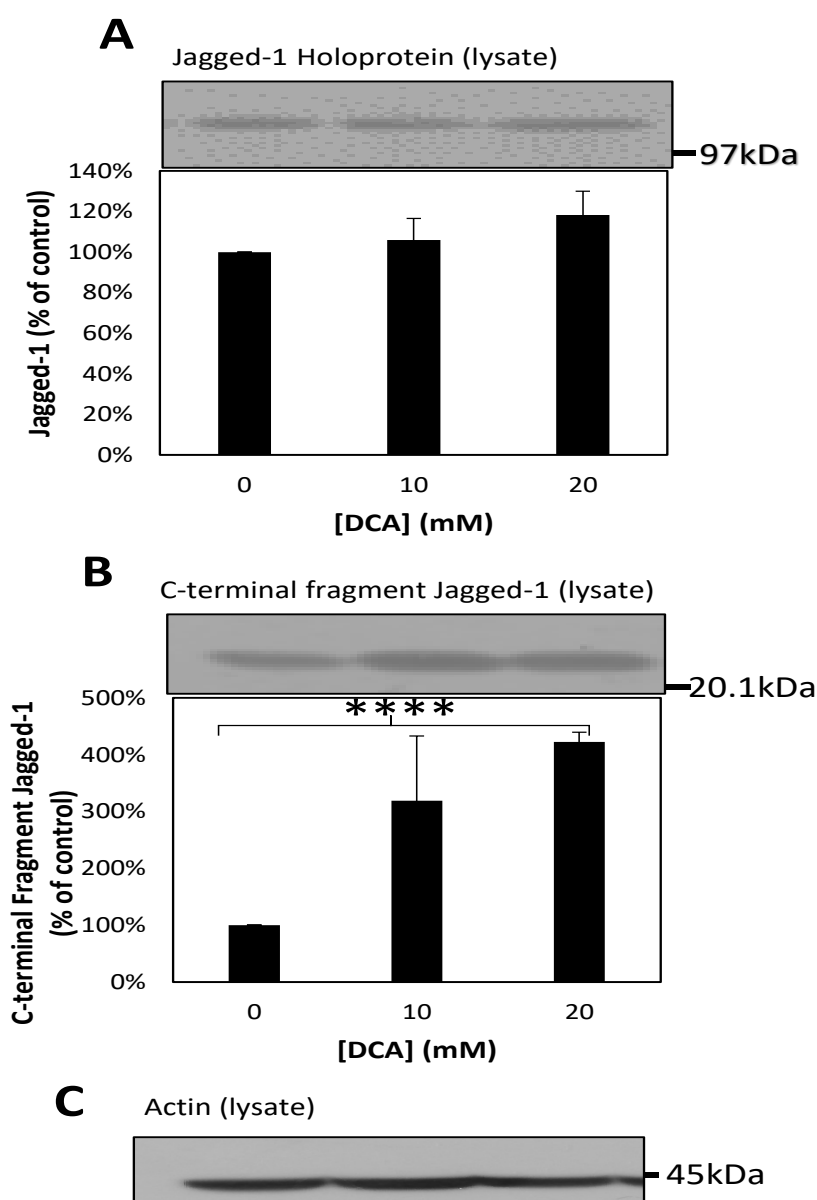 A
Jagged-1 Holoprotein (lysate)
97kDa
Jagged-1 (% of control)
140%
120%
100%
80%
60%
40%
20%
0%
0 10 20
[DCA] (mM)
B
C-terminal fragment Jagged-1 (lysate)
20.1kDa
C-terminal Fragment Jagged-1
(% of control)
500%
400%
300%
200%
100%
0%
****
0 10 20
[DCA] (mM)
C
Actin (lysate)
45kDa